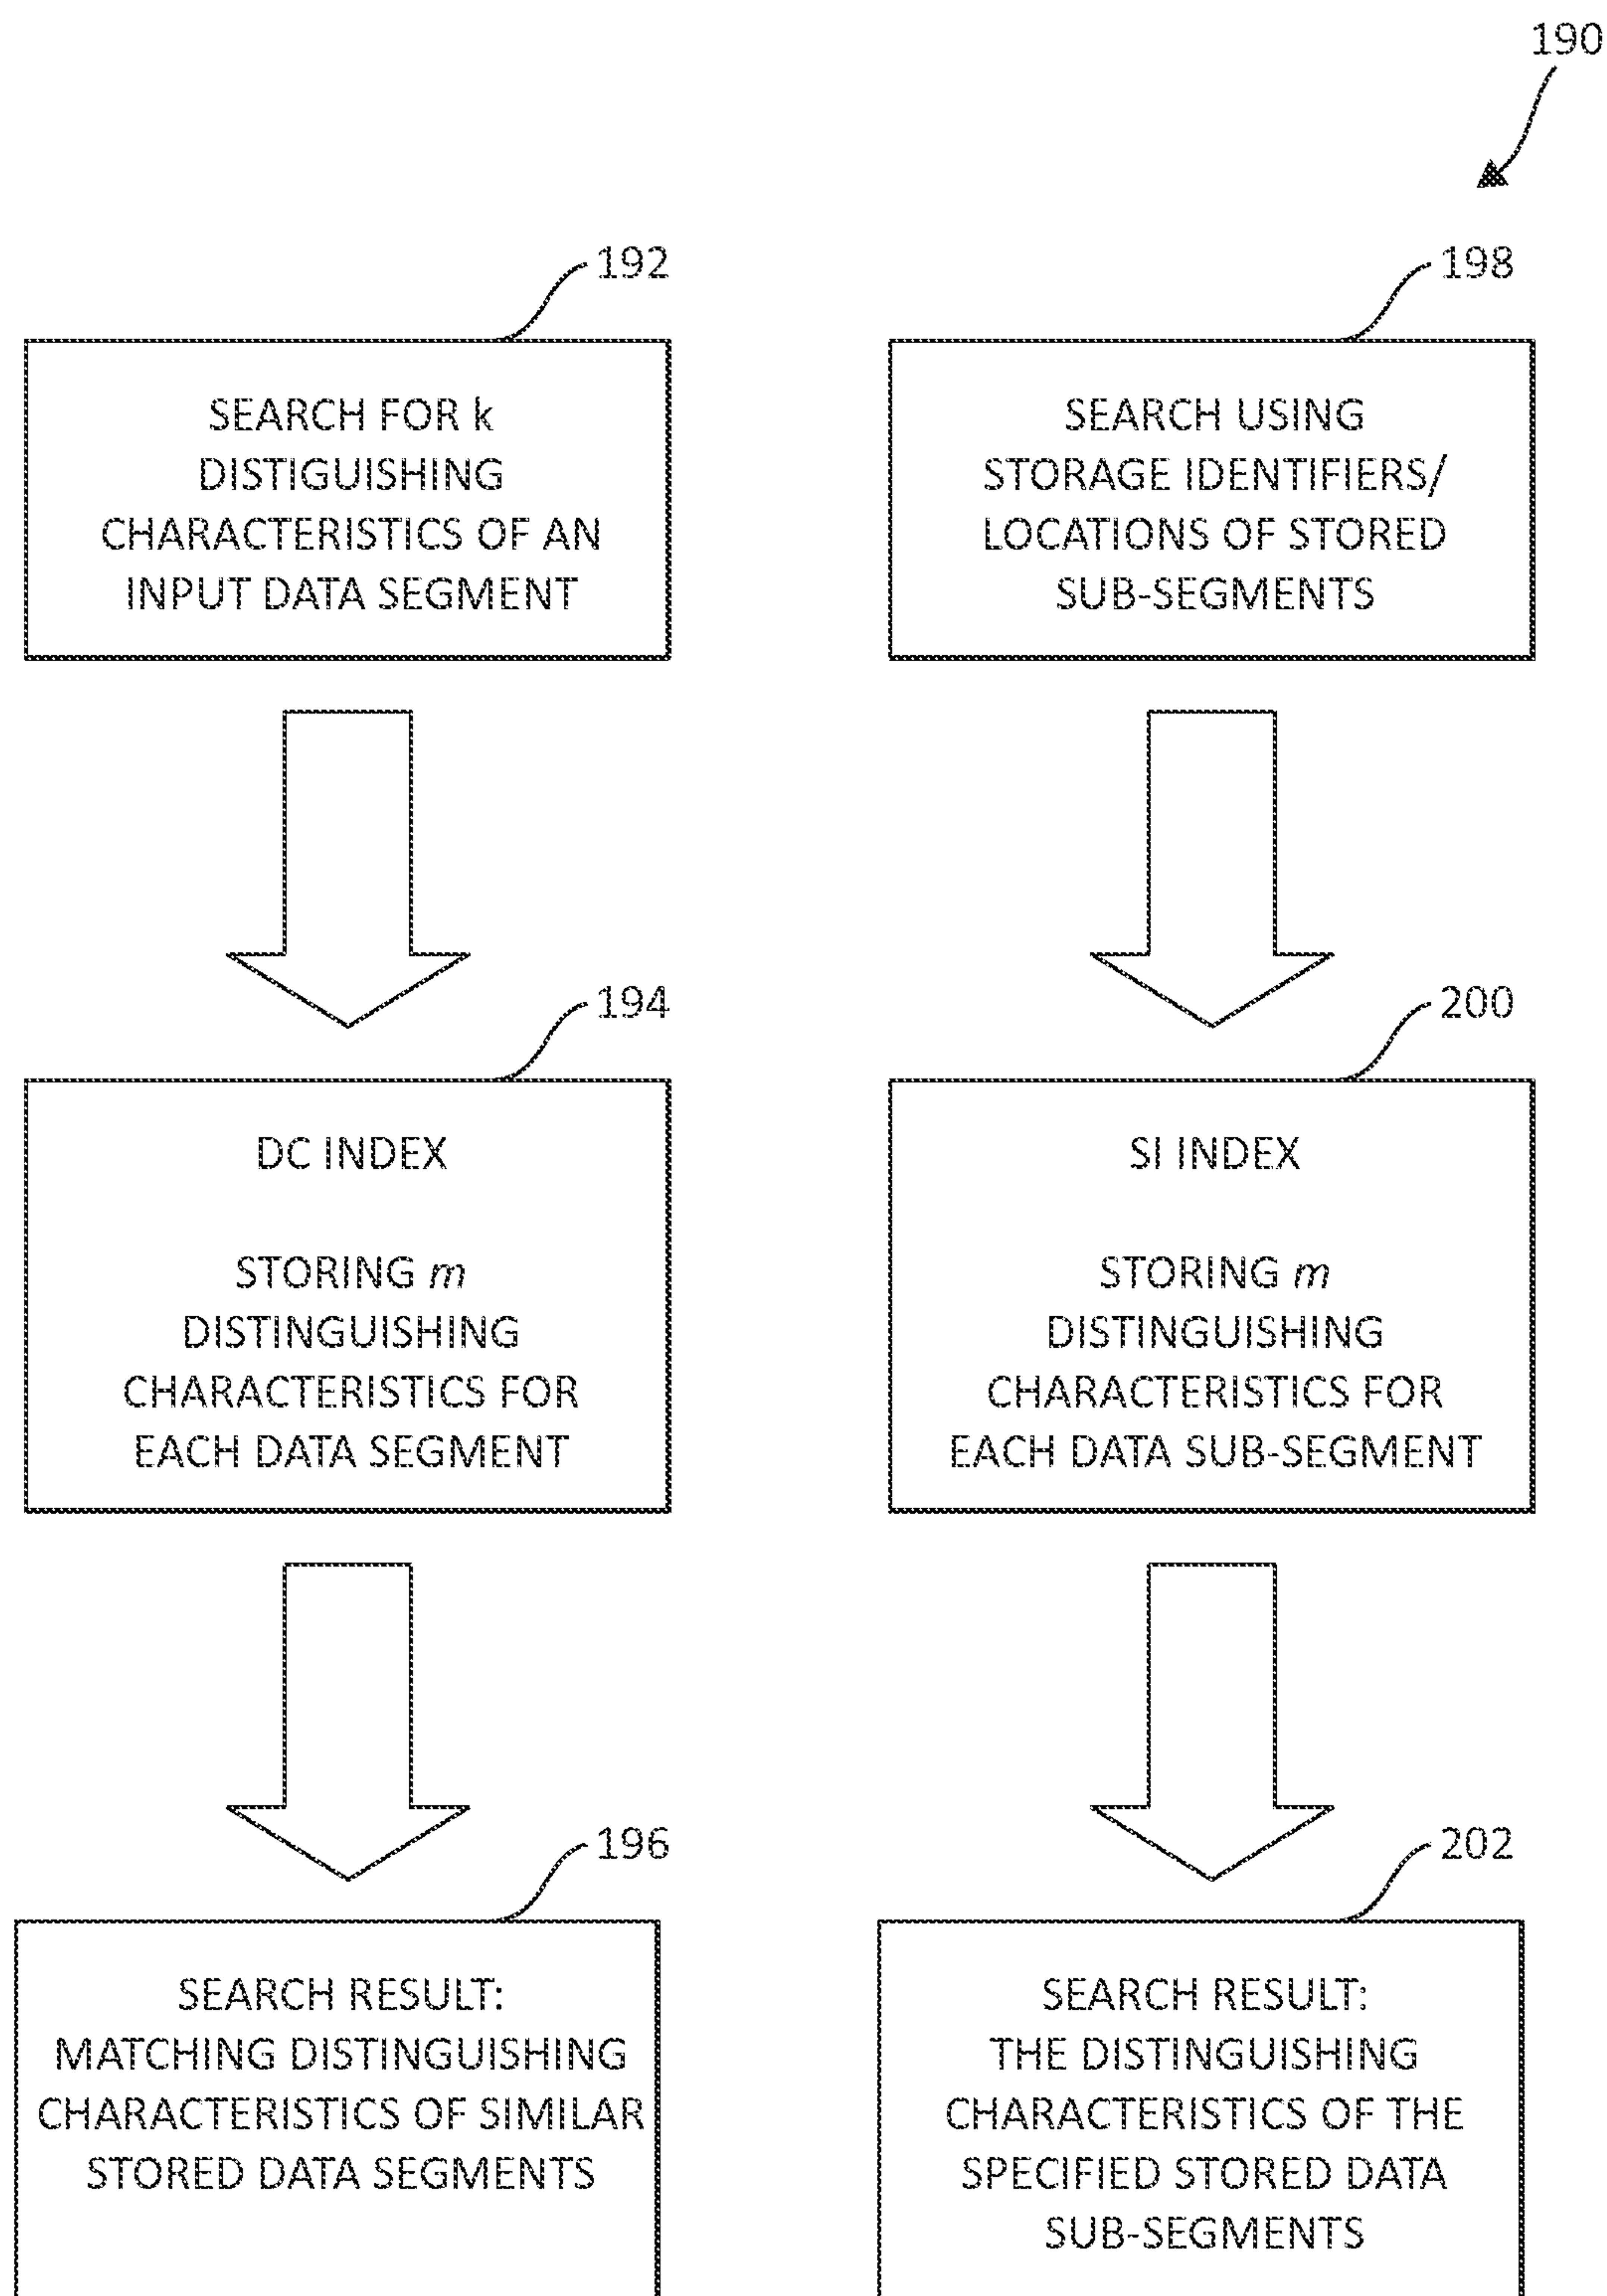 190
192
SEARCH FOR k
DISTIGUISHING
CHARACTERISTICS OF AN
INPUT DATA SEGMENT
194
DC INDEX
STORING m
DISTINGUISHING
CHARACTERISTICS FOR
EACH DATA SEGMENT
196
SEARCH RESULT:
MATCHING DISTINGUISHING
CHARACTERISTICS OF SIMILAR
STORED DATA SEGMENTS
198
SEARCH USING
STORAGE IDENTIFIERS/
LOCATIONS OF STORED
SUB-SEGMENTS
200
SI INDEX
STORING m
DISTINGUISHING
CHARACTERISTICS FOR
EACH DATA SUB-SEGMENT
202
SEARCH RESULT:
THE DISTINGUISHING
CHARACTERISTICS OF THE
SPECIFIED STORED DATA
SUB-SEGMENTS